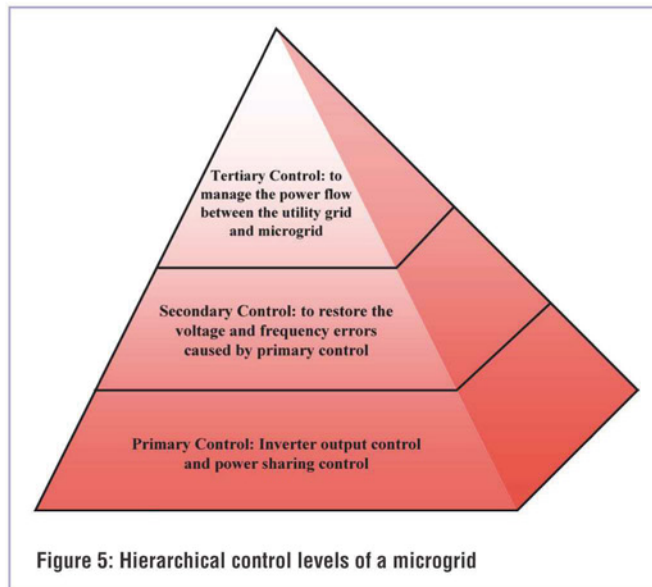 Tertiary Control: to
manage the power flow
between the utility grid
and microgrid
Secondary Control: to restore the
voltage and frequency errors
caused by primary control
Primary Control: Inverter output control
and power sharing control
Figure 5: Hierarchical control levels of a microgrid